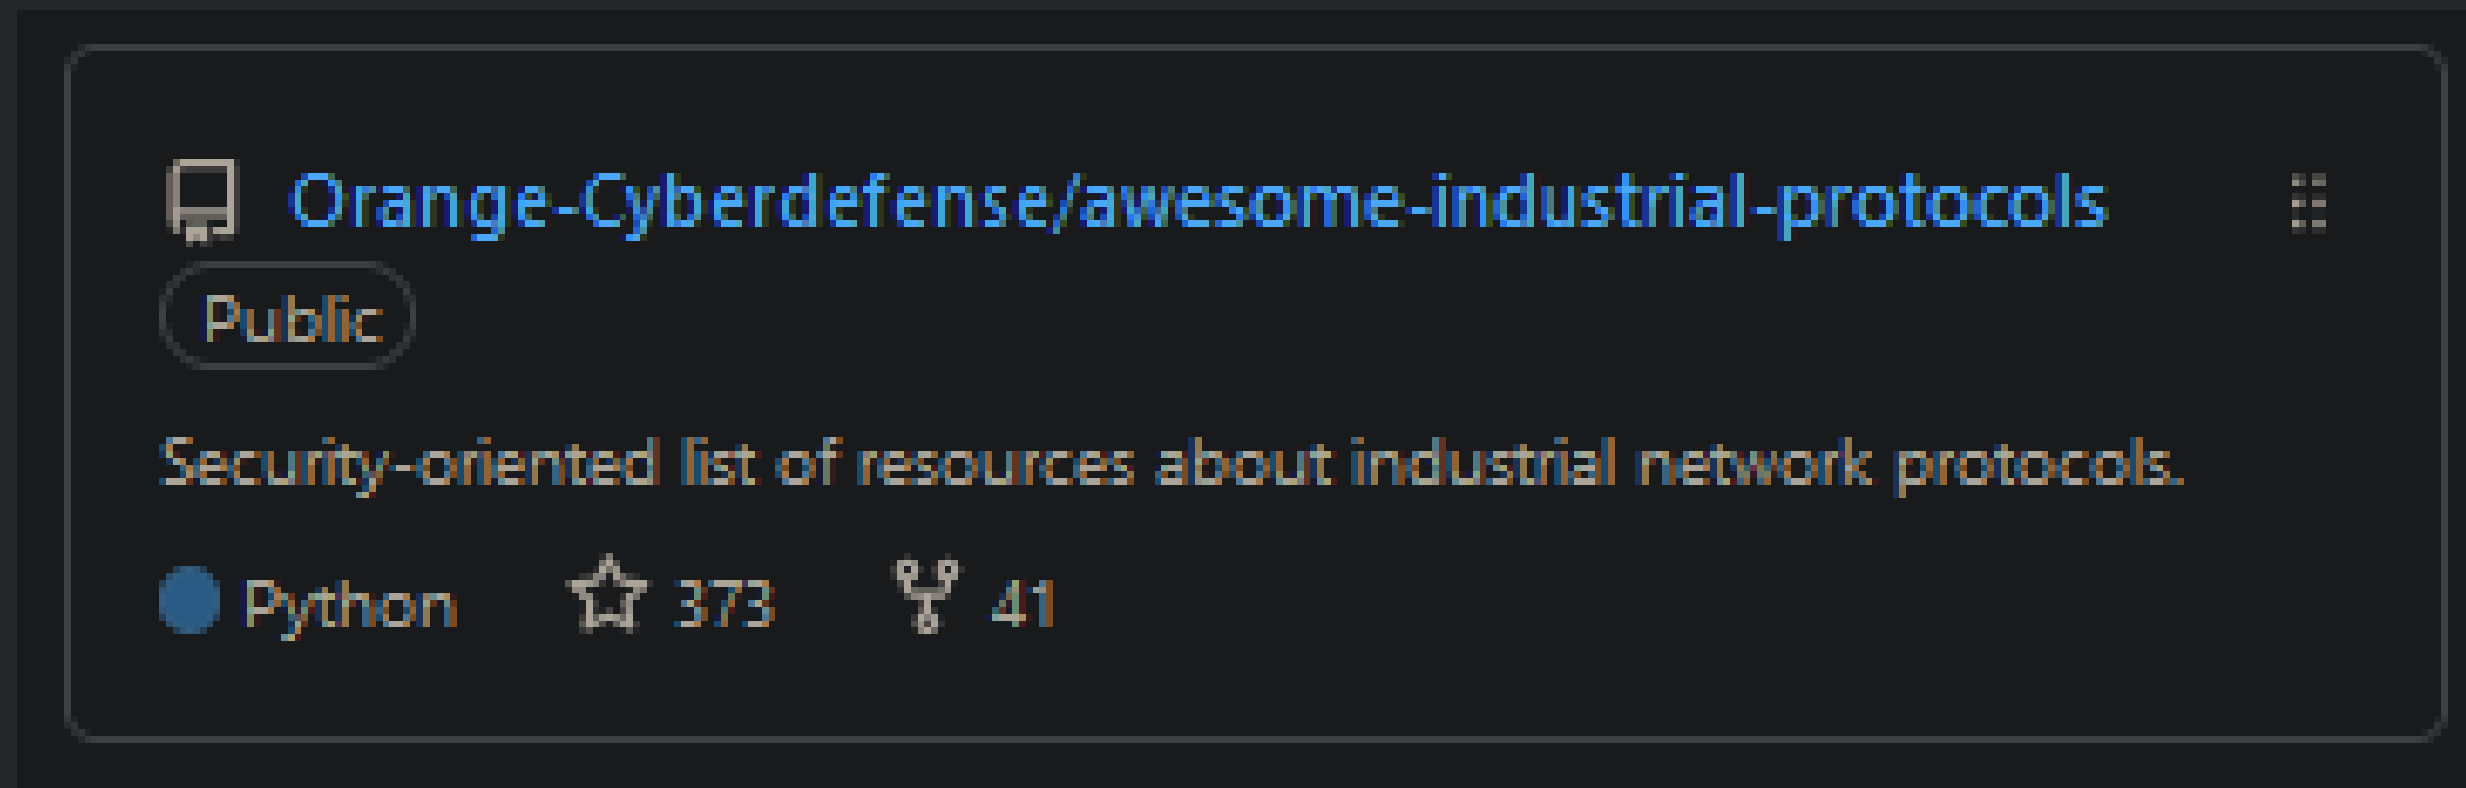 Orange-Cyberdefense/awesome-industrial-protocols
Public
Security-oriented list of resources about industrial network protocols.
Python 373 41